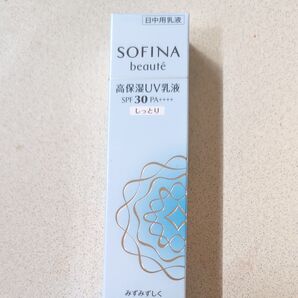 日中用乳液
SOFINA
beauté
高保湿UV乳液
SPF30 PA++++
しっとり
みずみずしく